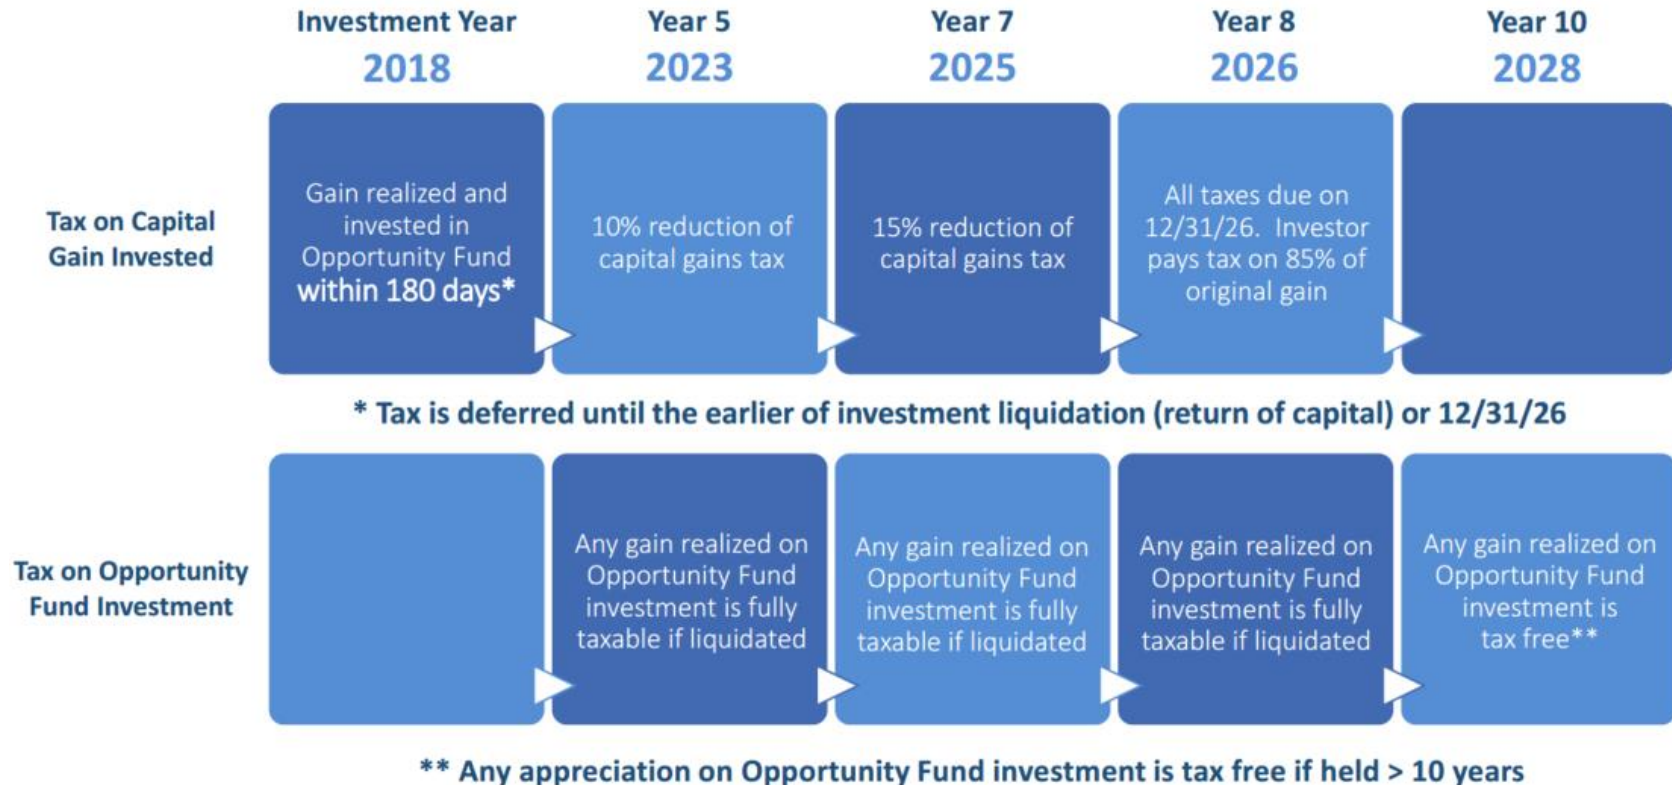 Investment Year
Year 5
Year 7
Year 8
Year 10
2018
2023
2025
2026
2028
Tax on Capital
Gain Invested
Gain realized and
invested in
Opportunity Fund
within 180 days*
10% reduction of
capital gains tax
15% reduction of
capital gains tax
All taxes due on
12/31/26. Investor
pays tax on 85% of
original gain
* Tax is deferred until the earlier of investment liquidation (return of capital) or 12/31/26
Tax on Opportunity
Fund Investment
Any gain realized on
Opportunity Fund
investment is fully
taxable if liquidated
Any gain realized on
Opportunity Fund
investment is fully
taxable if liquidated
Any gain realized on
Opportunity Fund
investment is fully
taxable if liquidated
Any gain realized on
Opportunity Fund
investment is
tax free**
** Any appreciation on Opportunity Fund investment is tax free if held > 10 years